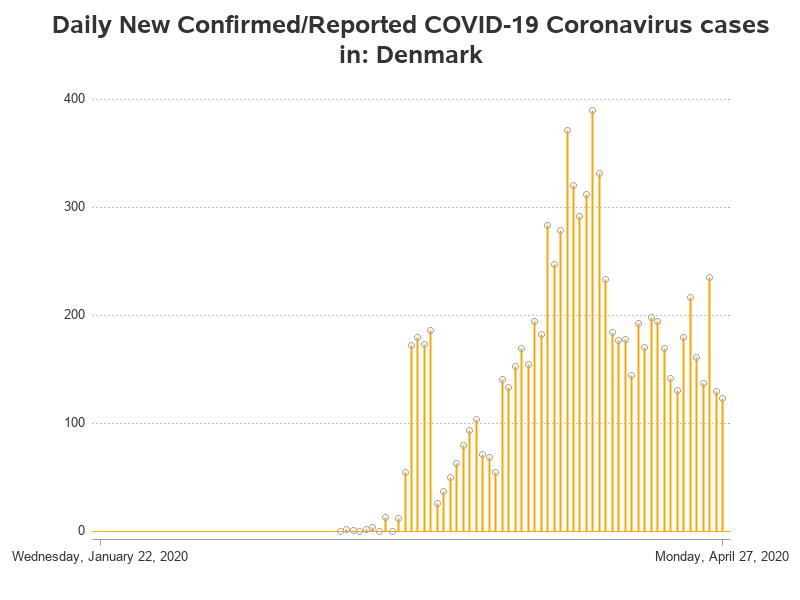 Daily New Confirmed/Reported COVID-19 Coronavirus cases
in: Denmark
400
300
200
100
0
Wednesday, January 22, 2020
Monday, April 27, 2020